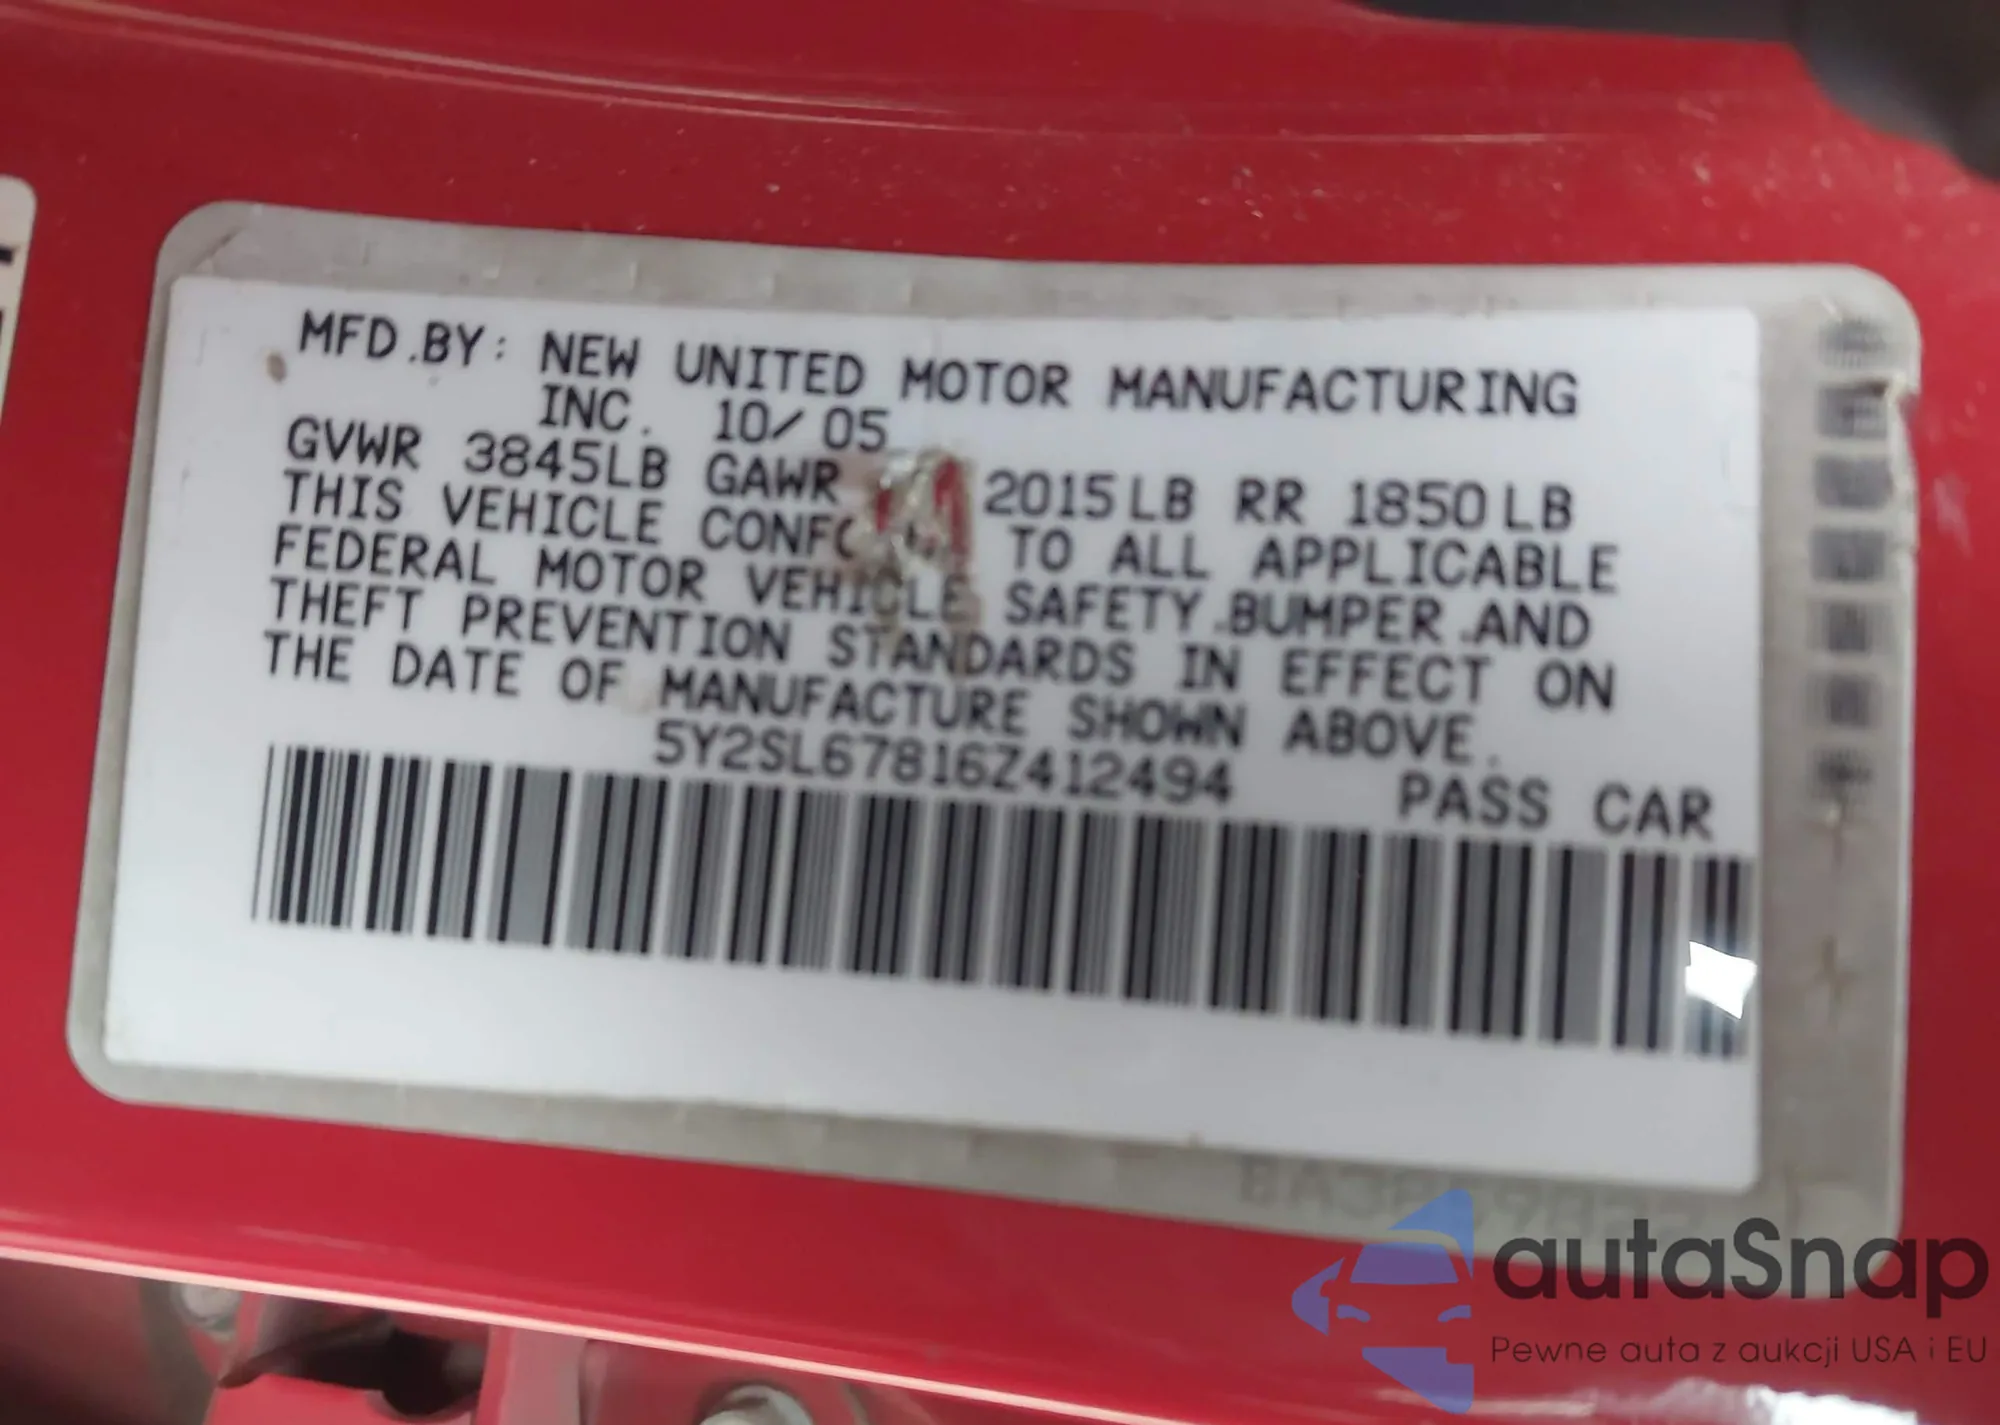 MFD.BY: NEW UNITED MOTOR MANUFACTURING
INC. 10/05
GVWR 3845LB GAWR 2015LB RR 1850LB
THIS VEHICLE TO ALL APPLICABLE
FEDERAL MOTOR VEHICLE SAFETY.BUMPER.AND
THEFT PREVENTION STANDARDS IN EFFECT ON
THE DATE OF MANUFACTURE SHOWN ABOVE.
5Y2SL67816Z412494 PASS CAR
autaSnap
Pewne auta z aukcji USA i EU